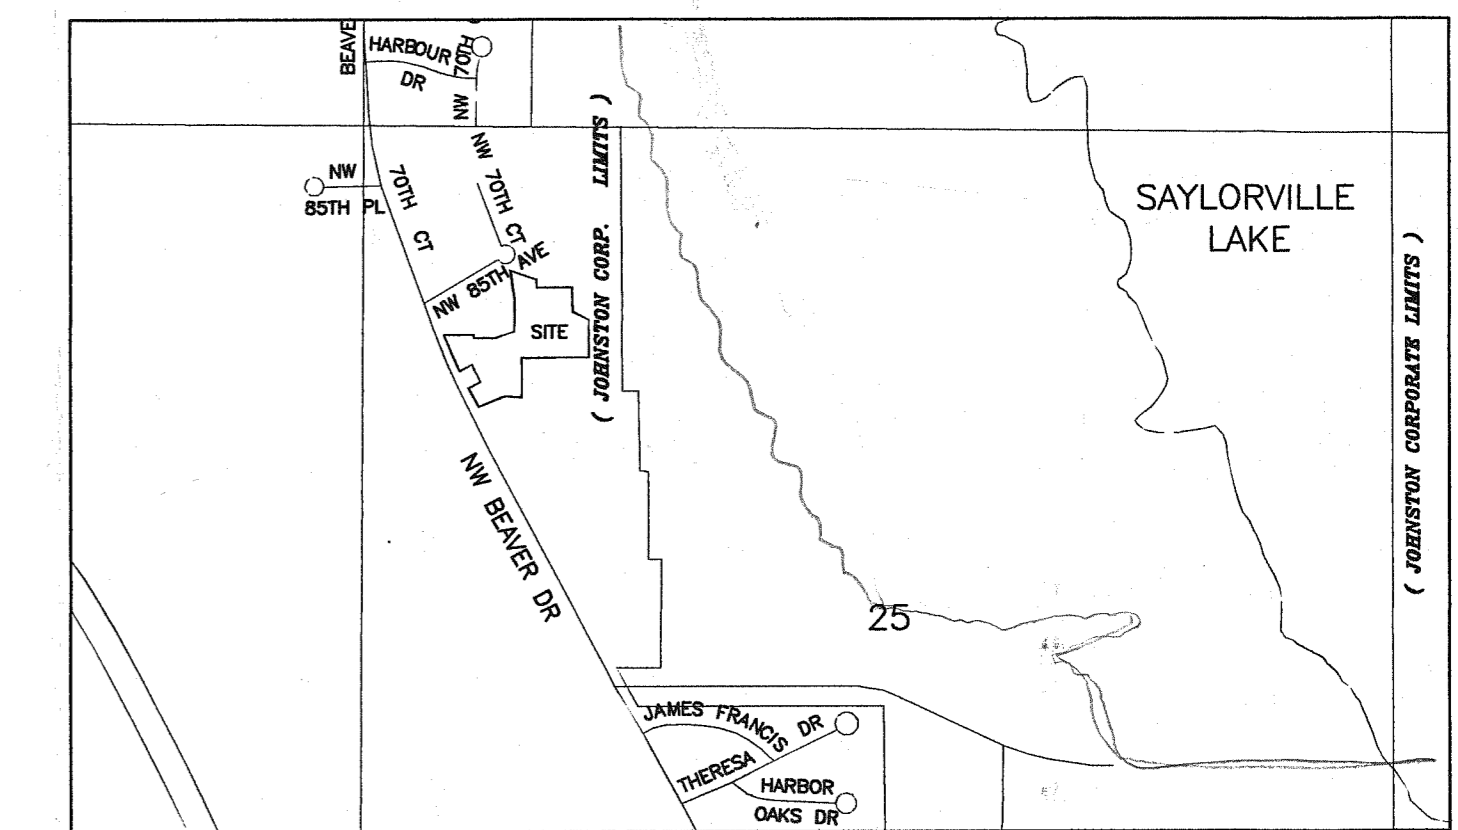 BEAVE
HARBOUR
DR
70TH
NW
NW 70TH CT
NW
85TH PL
70TH CT
NW 85TH AVE
SITE
( JOHNSTON CORP. LIMITS )
SAYLORVILLE
LAKE
( JOHNSTON CORPORATE LIMITS )
NW BEAVER DR
25
JAMES FRANCIS DR
THERESA
HARBOR
OAKS DR